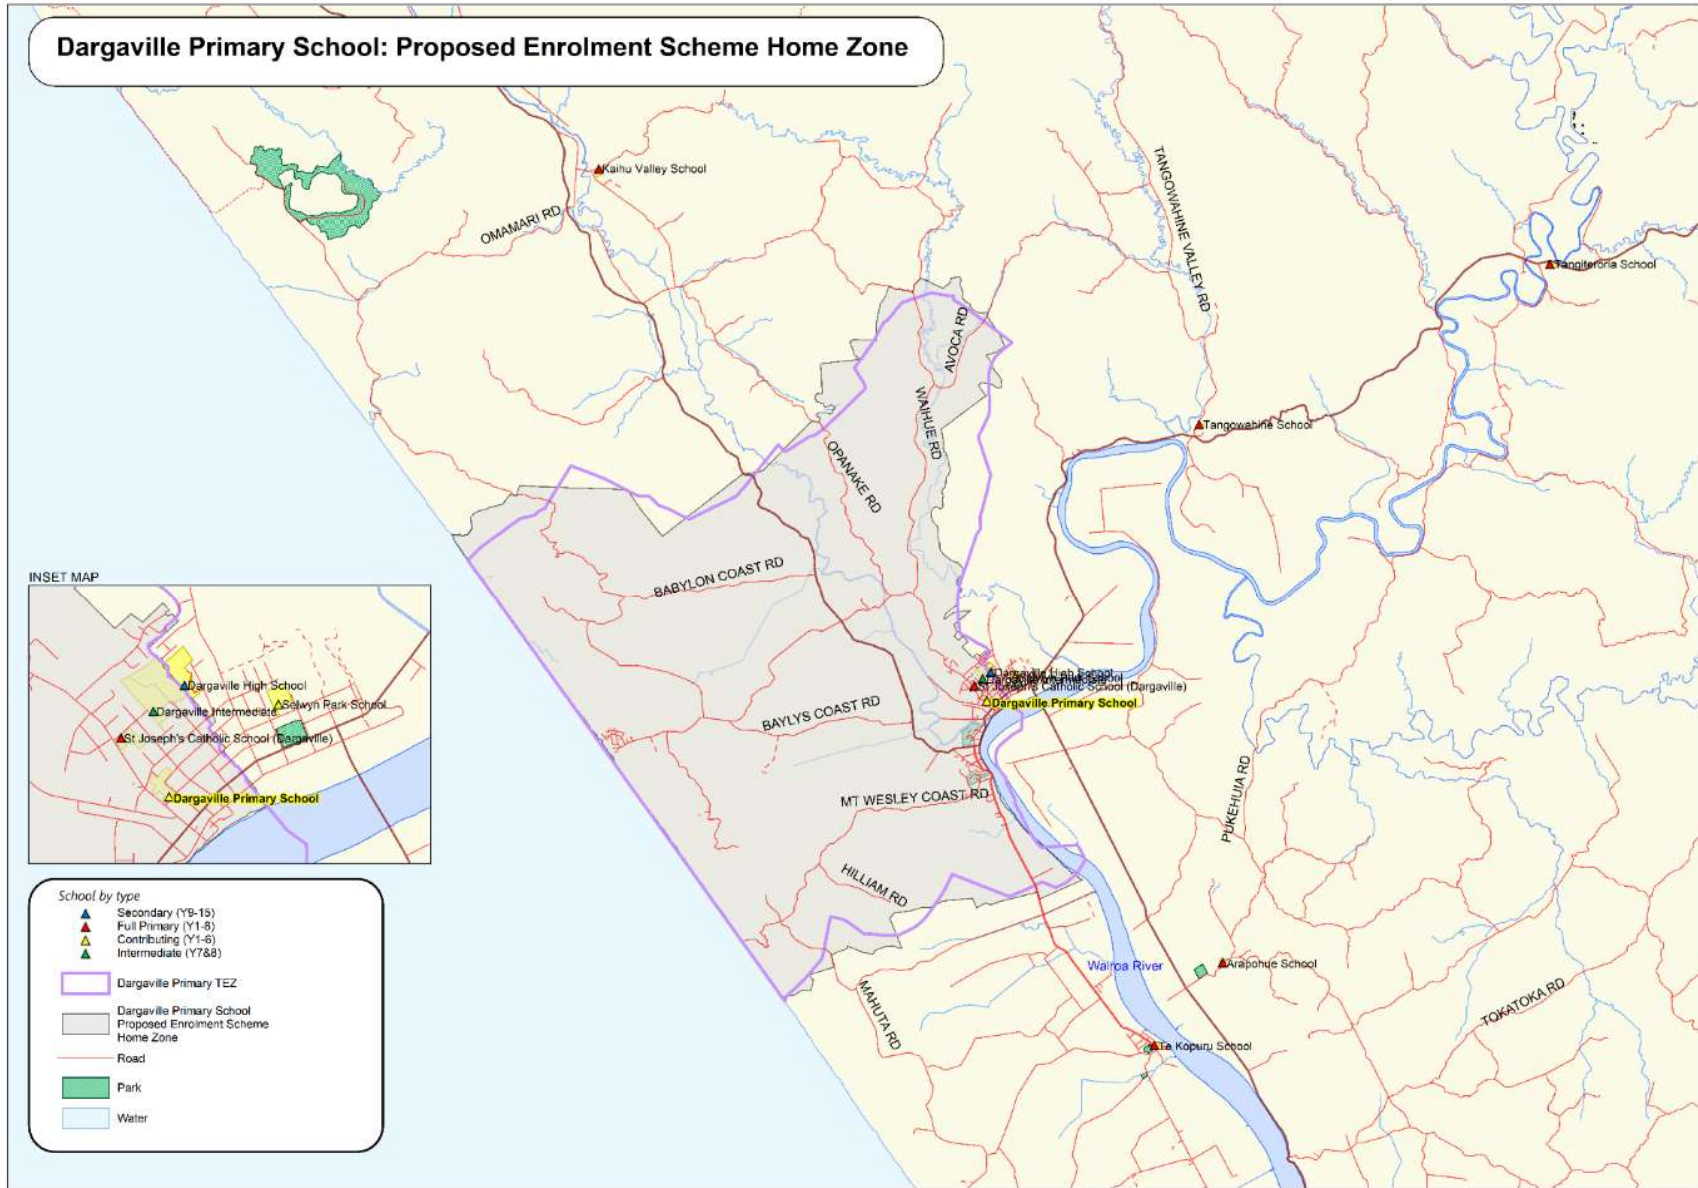 Dargaville Primary School: Proposed Enrolment Scheme Home Zone
Kaihu Valley School
OMAMARI RD
TANGOWAHINE VALLEY RD
Tangiteroria School
AVOCA RD
WAIHUE RD
OPANAKE RD
Tangowahine School
BABYLON COAST RD
Dargaville High School
St Joseph's Catholic School (Dargaville)
Dargaville Primary School
BAYLYS COAST RD
MT WESLEY COAST RD
PUKEHUIA RD
HILLIAM RD
Wairoa River
Arapohue School
MAHUTA RD
TOKATOKA RD
Te Kopuru School
INSET MAP
Dargaville High School
Selwyn Park School
Dargaville Intermediate
St Joseph's Catholic School (Dargaville)
Dargaville Primary School
School by type
Secondary (Y9-15)
Full Primary (Y1-8)
Contributing (Y1-6)
Intermediate (Y7&8)
Dargaville Primary TEZ
Dargaville Primary School
Proposed Enrolment Scheme
Home Zone
Road
Park
Water